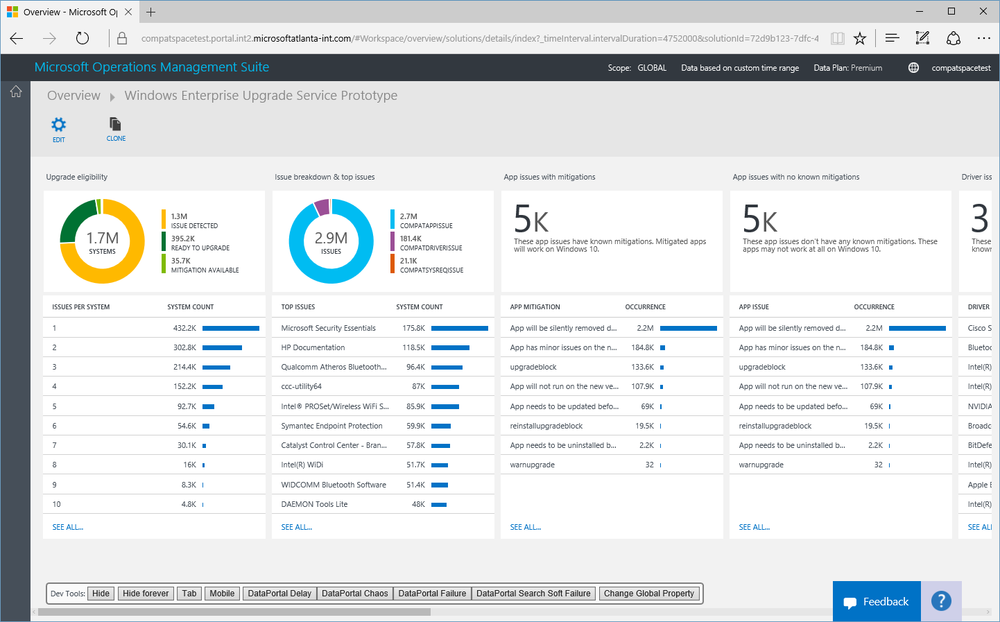 Overview - Microsoft Op
compatspacetest.portal.int2.microsoftatlanta-int.com/#Workspace/overview/solutions/details/index?_timeInterval.intervalDuration=4752000&solutionId=72d9b123-7dfc-4
Microsoft Operations Management Suite
Scope: GLOBAL Data based on custom time range Data Plan: Premium compatspacetest
Overview Windows Enterprise Upgrade Service Prototype
EDIT CLONE
Upgrade eligibility
1.7M
SYSTEMS
1.3M
ISSUE DETECTED
395.2K
READY TO UPGRADE
35.7K
MITIGATION AVAILABLE
ISSUES PER SYSTEM SYSTEM COUNT
1 432.2K
2 302.8K
3 214.4K
4 152.2K
5 92.7K
6 54.6K
7 30.1K
8 16K
9 8.3K
10 4.8K
SEE ALL...
Issue breakdown & top issues
2.9M
ISSUES
2.7M
COMPATAPPISSUE
181.4K
COMPATDRIVERISSUE
21.1K
COMPATSYSREQISSUE
TOP ISSUES SYSTEM COUNT
Microsoft Security Essentials 175.8K
HP Documentation 118.5K
Qualcomm Atheros Bluetooth... 96.4K
ccc-utility64 87K
Intel® PROSet/Wireless WiFi S... 85.9K
Symantec Endpoint Protection 59.9K
Catalyst Control Center - Bran... 57.8K
Intel(R) WiDi 51.7K
WIDCOMM Bluetooth Software 51.4K
DAEMON Tools Lite 48K
SEE ALL...
App issues with mitigations
5K
These app issues have known mitigations. Mitigated apps
will work on Windows 10.
APP MITIGATION OCCURRENCE
App will be silently removed d... 2.2M
App has minor issues on the n... 184.8K
upgradeblock 133.6K
App will not run on the new ve... 107.9K
App needs to be updated befo... 69K
reinstallupgradeblock 19.5K
App needs to be uninstalled b... 2.2K
warnupgrade 32
SEE ALL...
App issues with no known mitigations
5K
These app issues don't have any known mitigations. These
apps may not work at all on Windows 10.
APP ISSUE OCCURRENCE
App will be silently removed d... 2.2M
App has minor issues on the n... 184.8K
upgradeblock 133.6K
App will not run on the new ve... 107.9K
App needs to be updated befo... 69K
reinstallupgradeblock 19.5K
App needs to be uninstalled b... 2.2K
warnupgrade 32
SEE ALL...
Driver iss
3
These
known
DRIVER
Cisco S
Bluetoo
Intel(R)
Intel(R)
NVIDIA
Broadc
BitDefe
Intel(R)
Apple
Intel(R)
SEE ALL
Dev Tools: Hide Hide forever Tab Mobile DataPortal Delay DataPortal Chaos DataPortal Failure DataPortal Search Soft Failure Change Global Property
Feedback ?